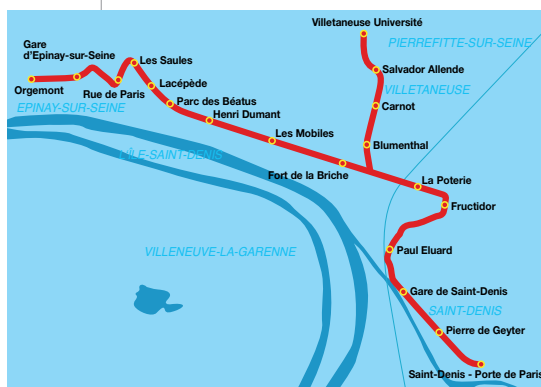 Villetaneuse Université
PIERREFITTE-SUR-SEINE
Gare
d'Epinay-sur-Seine
Les Saules
Salvador Allende
Orgemont
Rue de Paris
Lacépède
VILLETANEUSE
Parc des Béatus
Carnot
EPINAY-SUR-SEINE
Henri Dumant
Les Mobiles
Blumenthal
L'ÎLE-SAINT-DENIS
Fort de la Briche
La Poterie
Fructidor
VILLENEUVE-LA-GARENNE
Paul Eluard
Gare de Saint-Denis
SAINT-DENIS
Pierre de Geyter
Saint-Denis - Porte de Paris